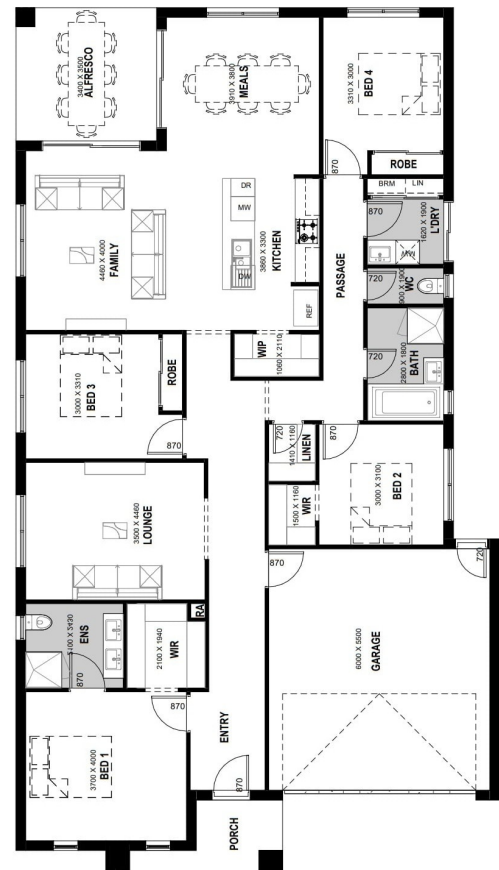 3400 X 3500
ALFRESCO
3910 X 3800
MEALS
3310 X 3000
BED 4
870
ROBE
BRM
LIN
870
1620 X 1900
L'DRY
WM
DR
MW
DW
3860 X 3300
KITCHEN
4460 X 4000
FAMILY
PASSAGE
720
900 X 1900
WC
REF
WIP
1060 X 2110
720
2800 X 1800
BATH
3000 X 3310
BED 3
ROBE
870
720
1410 X 1160
LINEN
870
3000 X 3100
BED 2
1500 X 1160
WIR
3500 X 4460
LOUNGE
870
720
6000 X 5500
GARAGE
RA
ENS
870
2100 X 1940
WIR
870
ENTRY
3700 X 4000
BED 1
870
PORCH